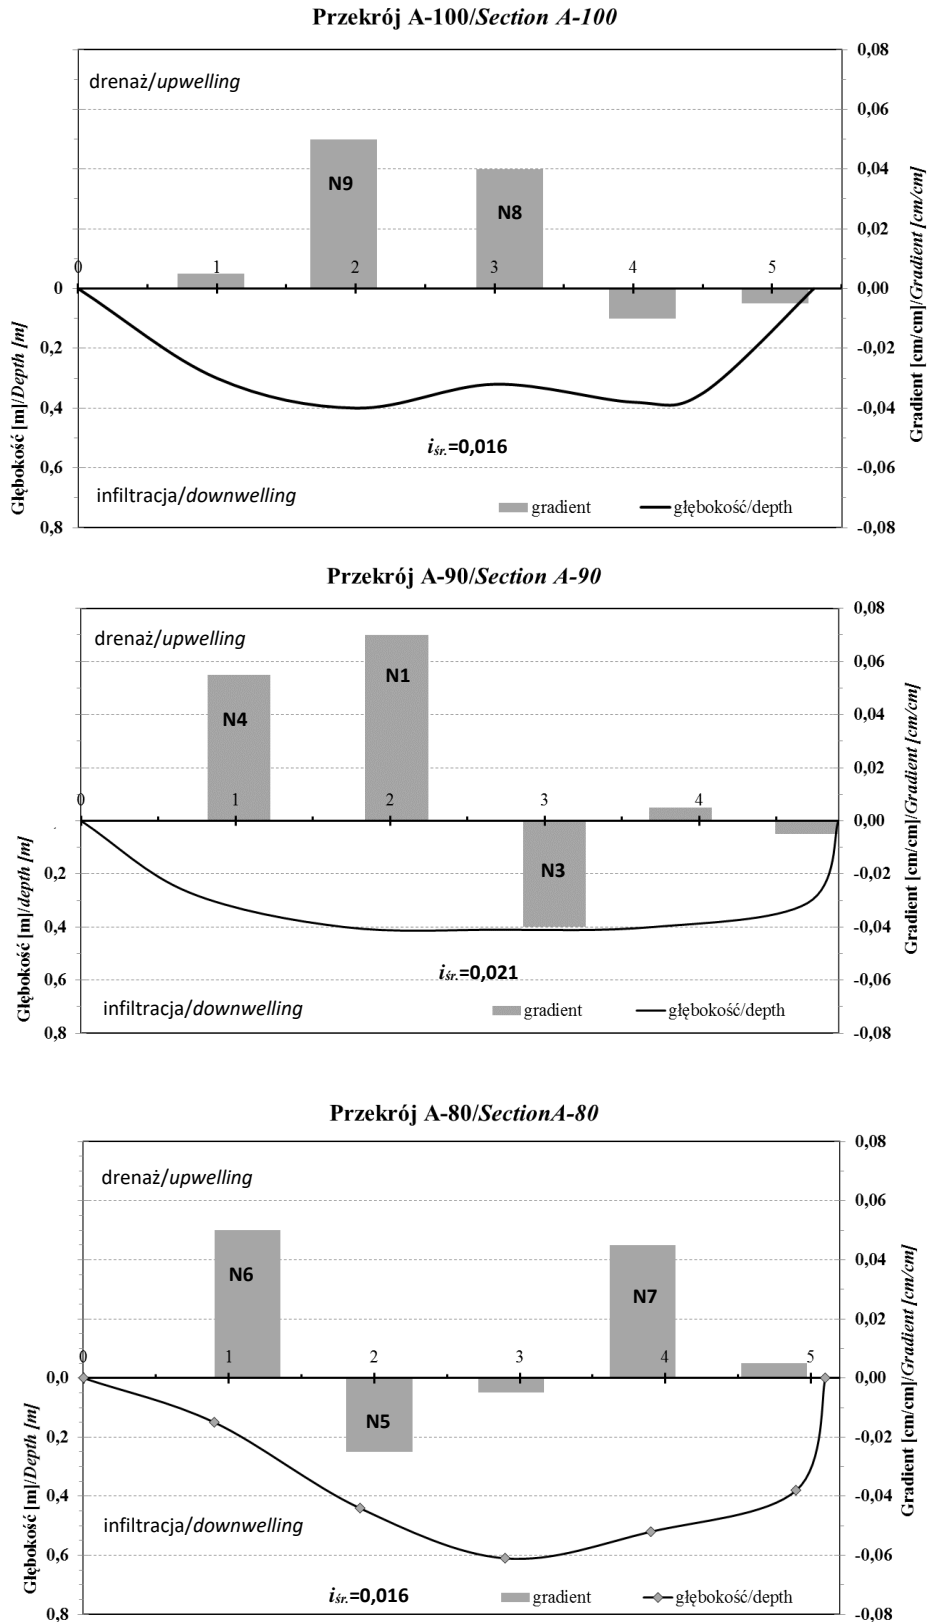 Przekrój A-100/Section A-100
drenaż/upwelling
0,08
0,06
0,04
0,02
0,00
-0,02
-0,04
-0,06
-0,08
Gradient [cm/cm]/Gradient [cm/cm]
N9
N8
0 1 2 3 4 5
0
0,2
0,4
0,6
0,8
Głębokość [m]/Depth [m]
iśr.=0,016
infiltracja/downwelling
gradient
głębokość/depth
Przekrój A-90/Section A-90
drenaż/upwelling
0,08
0,06
0,04
0,02
0,00
-0,02
-0,04
-0,06
-0,08
Gradient [cm/cm]/Gradient [cm/cm]
N4
N1
N3
0 1 2 3 4
0,2
0,4
0,6
0,8
Głębokość [m]/depth [m]
iśr.=0,021
infiltracja/downwelling
gradient
głębokość/depth
Przekrój A-80/SectionA-80
drenaż/upwelling
0,08
0,06
0,04
0,02
0,00
-0,02
-0,04
-0,06
-0,08
Gradient [cm/cm]/Gradient [cm/cm]
N6
N7
N5
0 1 2 3 4 5
0,0
0,2
0,4
0,6
0,8
Głębokość [m]/Depth [m]
infiltracja/downwelling
iśr.=0,016
gradient
głębokość/depth